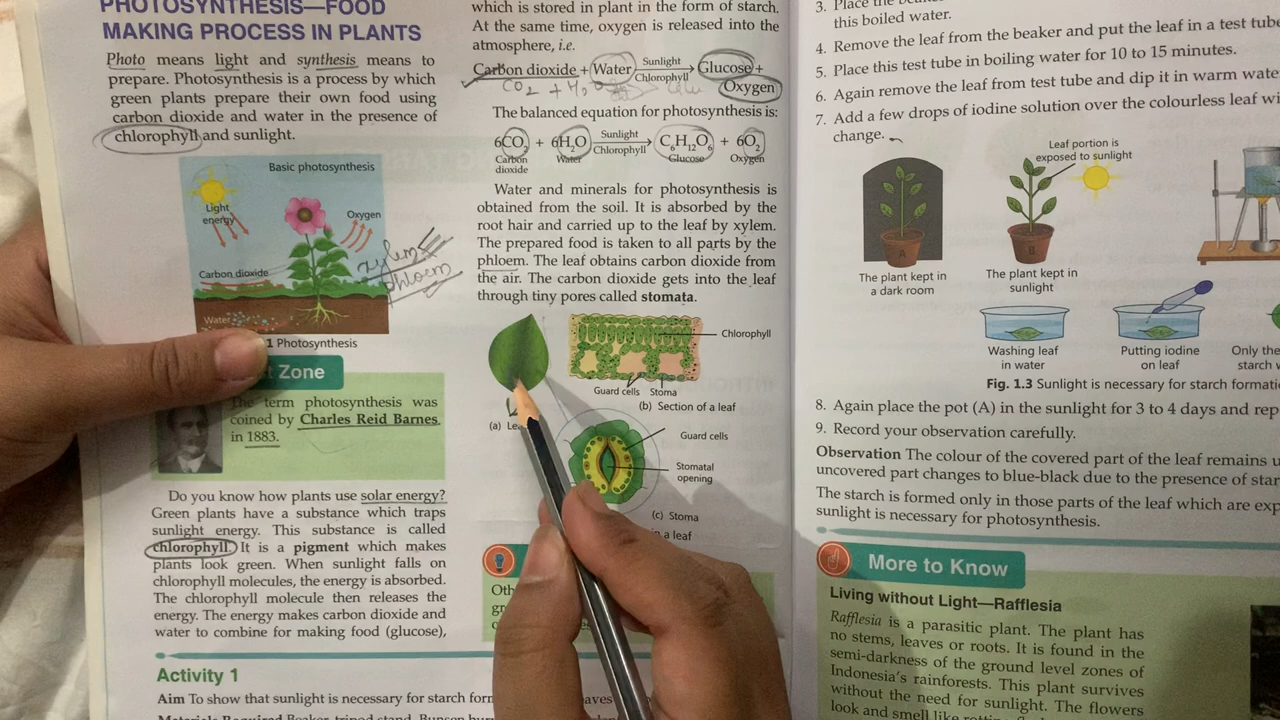 PHOTOSYNTHESIS—FOOD
MAKING PROCESS IN PLANTS
Photo means light and synthesis means to
prepare. Photosynthesis is a process by which
green plants prepare their own food using
carbon dioxide and water in the presence of
chlorophyll and sunlight.
Basic photosynthesis
Light
energy
Oxygen
Carbon dioxide
Water
xylem
phloem
1 Photosynthesis
Zone
The term photosynthesis was
coined by Charles Reid Barnes
in 1883.
Do you know how plants use solar energy?
Green plants have a substance which traps
sunlight energy. This substance is called
chlorophyll. It is a pigment which makes
plants look green. When sunlight falls on
chlorophyll molecules, the energy is absorbed.
The chlorophyll molecule then releases the
energy. The energy makes carbon dioxide and
water to combine for making food (glucose),
Activity 1
Aim To show that sunlight is necessary for starch
which is stored in plant in the form of starch.
At the same time, oxygen is released into the
atmosphere, i.e.
Carbon dioxide + Water Sunlight Chlorophyll → Glucose +
Oxygen
CO2 +
The balanced equation for photosynthesis is:
6CO₂ + 6H₂O Sunlight Chlorophyll → C₆H₁₂O₆ + 6O₂
Carbon dioxide Water Glucose Oxygen
Water and minerals for photosynthesis is
obtained from the soil. It is absorbed by the
root hair and carried up to the leaf by xylem.
The prepared food is taken to all parts by the
phloem. The leaf obtains carbon dioxide from
the air. The carbon dioxide gets into the leaf
through tiny pores called stomata.
Chlorophyll
Guard cells Stoma
(b) Section of a leaf
(a)
Guard cells
Stomatal
opening
(c) Stoma
a leaf
3. Place the
this boiled water.
4. Remove the leaf from the beaker and put the leaf in a test tube
5. Place this test tube in boiling water for 10 to 15 minutes.
6. Again remove the leaf from test tube and dip it in warm
7. Add a few drops of iodine solution over the colourless leaf
change.
Leaf portion is
exposed to sunlight
A
B
The plant kept in
a dark room
The plant kept in
sunlight
Washing leaf
in water
Putting iodine
on leaf
Only the
starch
Fig. 1.3 Sunlight is necessary for starch
8. Again place the pot (A) in the sunlight for 3 to 4 days and
9. Record your observation carefully.
Observation The colour of the covered part of the leaf remains
uncovered part changes to blue-black due to the presence of
The starch is formed only in those parts of the leaf which are
sunlight is necessary for photosynthesis.
More to Know
Living without Light—Rafflesia
Rafflesia is a parasitic plant. The plant has
no stems, leaves or roots. It is found in the
semi-darkness of the ground level zones of
Indonesia's rainforests. This plant survives
without the need for sunlight. The flowers
look and smell like